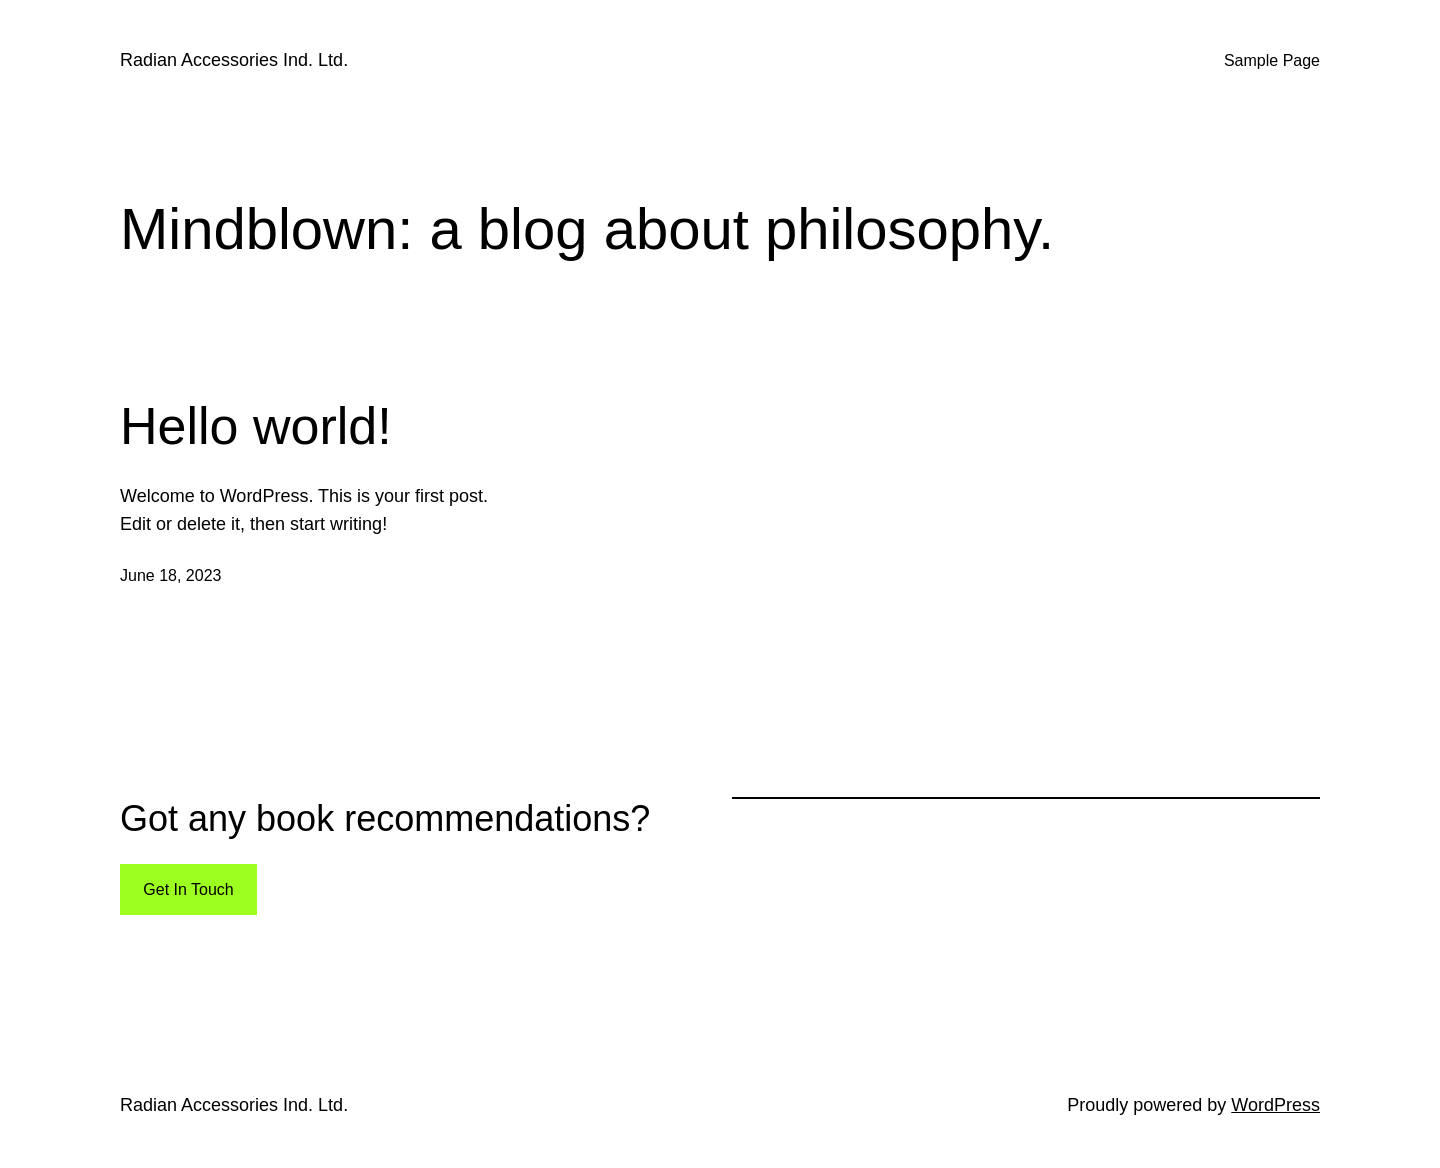 Radian Accessories Ind. Ltd.
Sample Page
Mindblown: a blog about philosophy.
Hello world!
Welcome to WordPress. This is your first post.
Edit or delete it, then start writing!
June 18, 2023
Got any book recommendations?
Get In Touch
Radian Accessories Ind. Ltd.
Proudly powered by WordPress